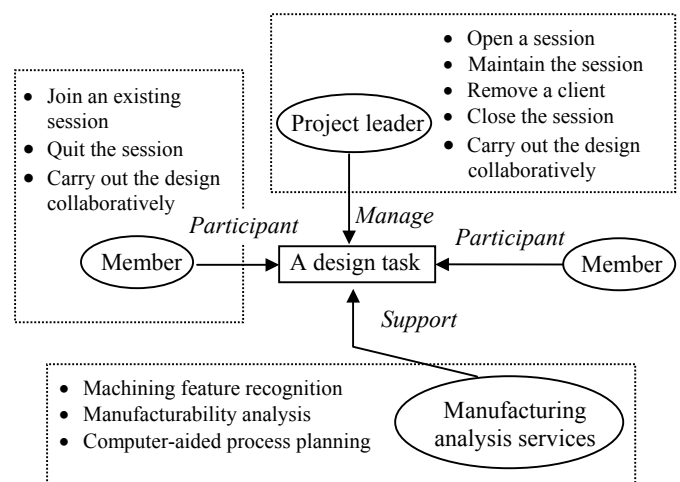 • Open a session
• Maintain the session
• Remove a client
• Close the session
• Carry out the design
collaboratively
Project leader
• Join an existing
session
• Quit the session
• Carry out the design
collaboratively
Participant
Manage
Participant
Member
A design task
Member
Support
• Machining feature recognition
• Manufacturability analysis
• Computer-aided process planning
Manufacturing
analysis services